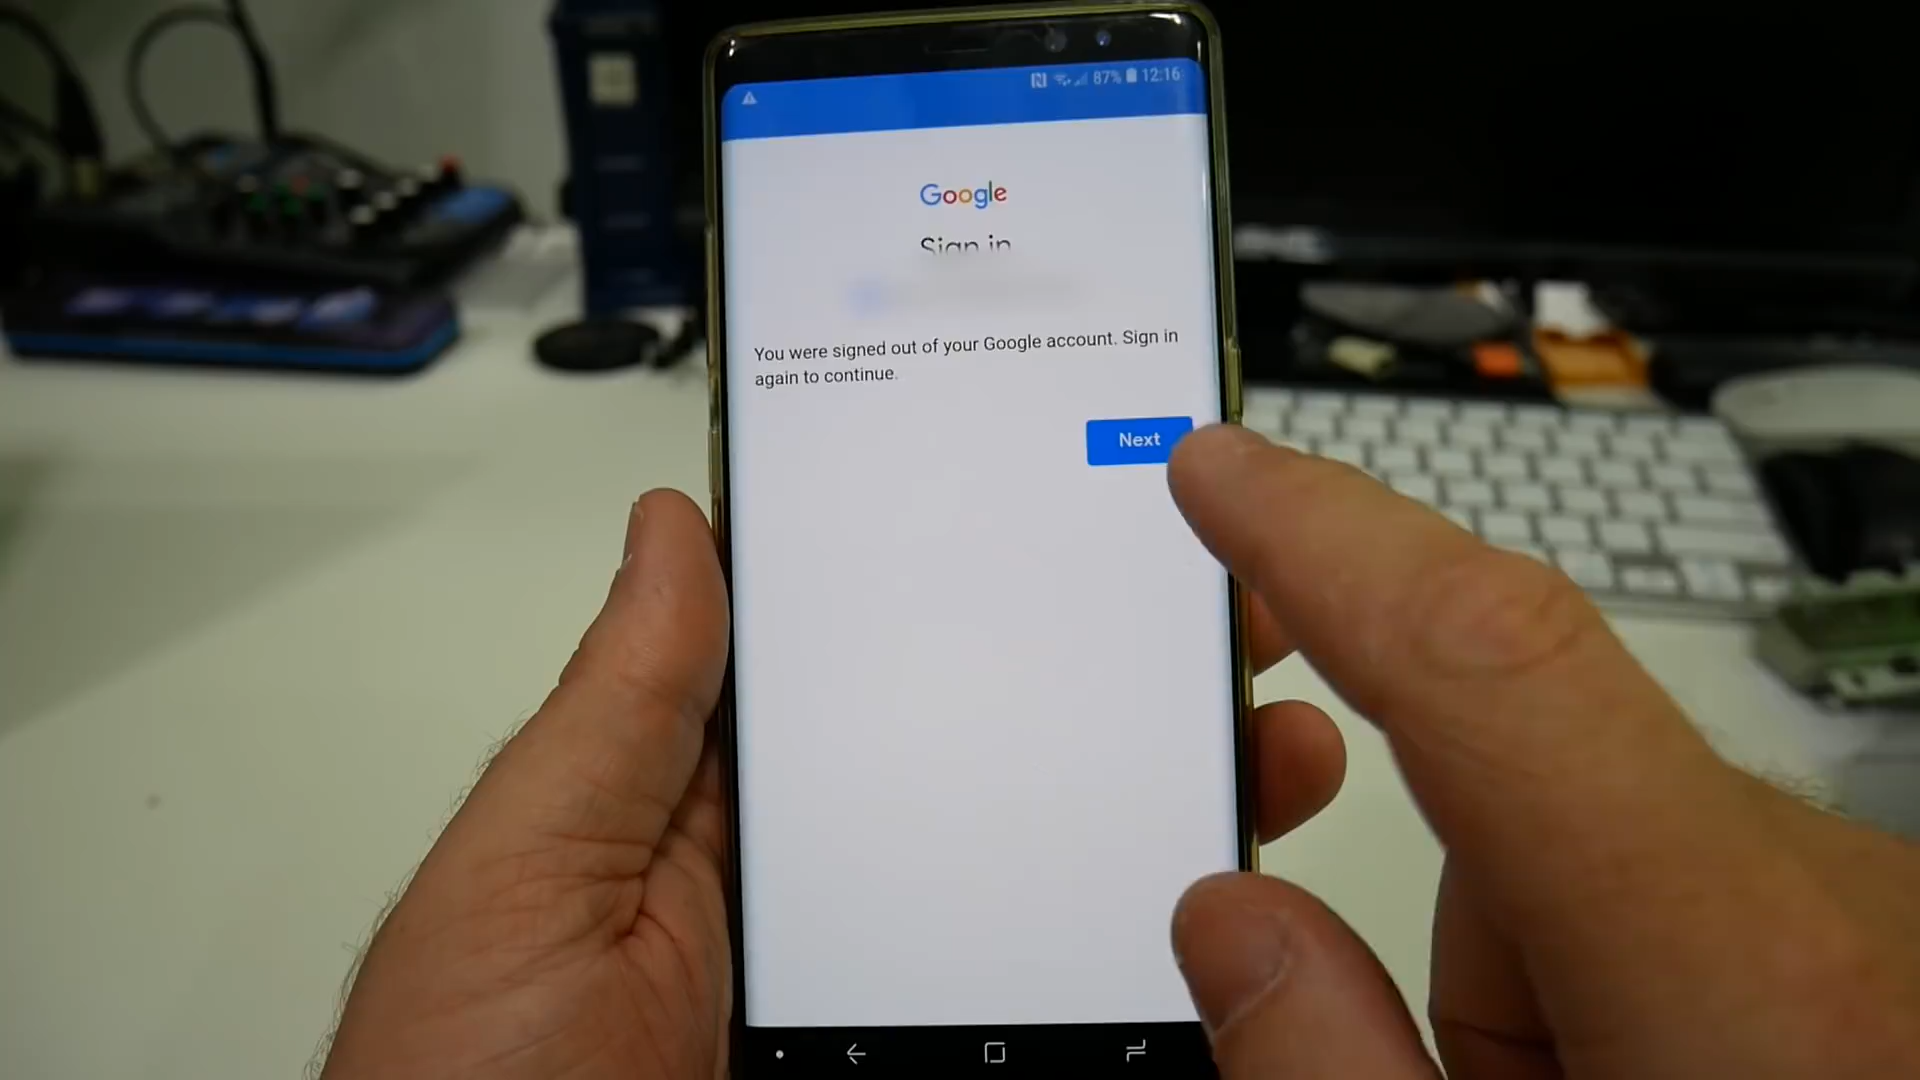 87% 12:16
Google
Sign in
You were signed out of your Google account. Sign in
again to continue.
Next